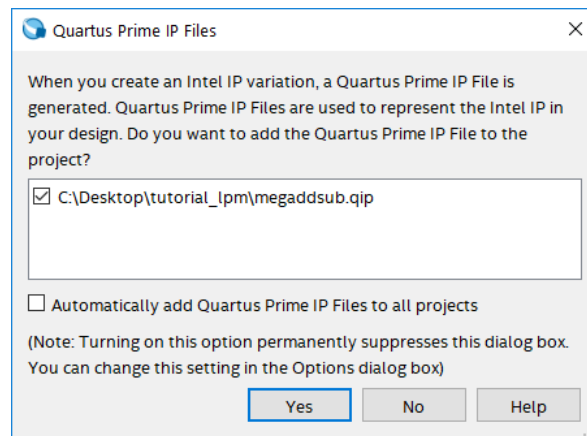 Quartus Prime IP Files
When you create an Intel IP variation, a Quartus Prime IP File is
generated. Quartus Prime IP Files are used to represent the Intel IP in
your design. Do you want to add the Quartus Prime IP File to the
project?
C:\Desktop\tutorial_lpm\megaddsub.qip
Automatically add Quartus Prime IP Files to all projects
(Note: Turning on this option permanently suppresses this dialog box.
You can change this setting in the Options dialog box)
Yes No Help